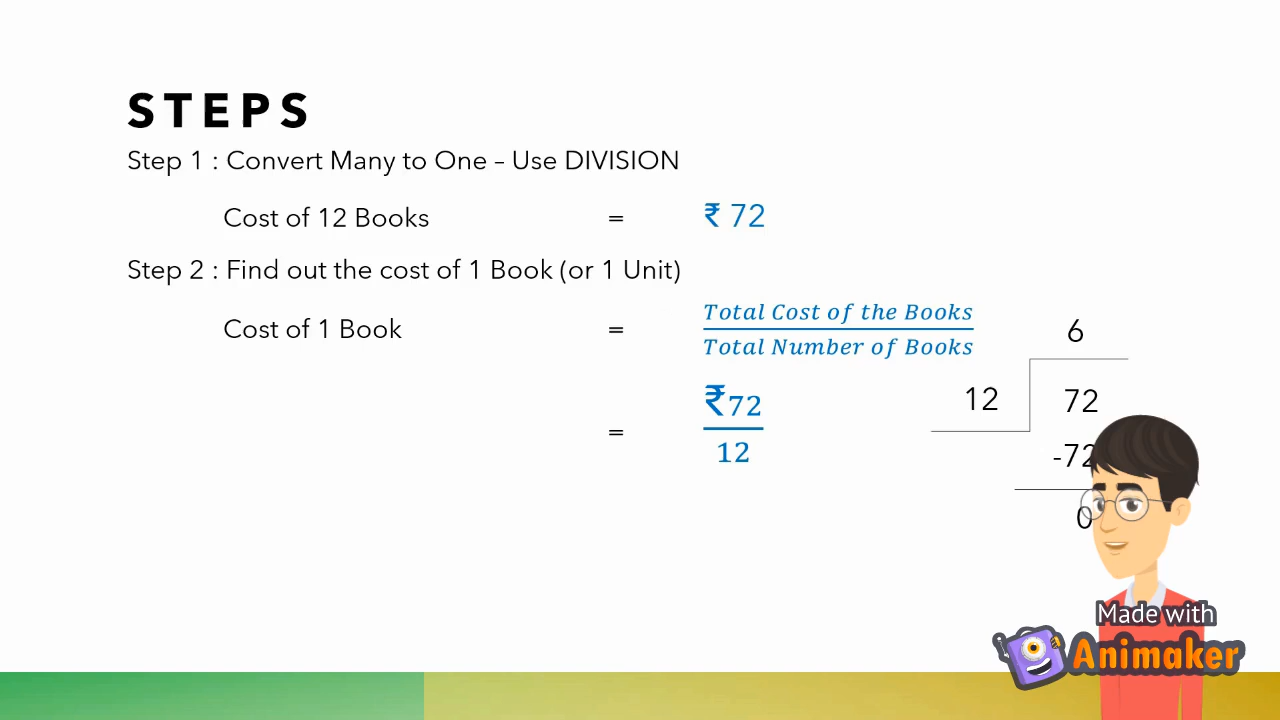 STEPS
Step 1 : Convert Many to One – Use DIVISION
Cost of 12 Books = ₹ 72
Step 2 : Find out the cost of 1 Book (or 1 Unit)
Cost of 1 Book = Total Cost of the Books
Total Number of Books
= ₹72
12
6
12 72
-72
0
Made with
Animaker